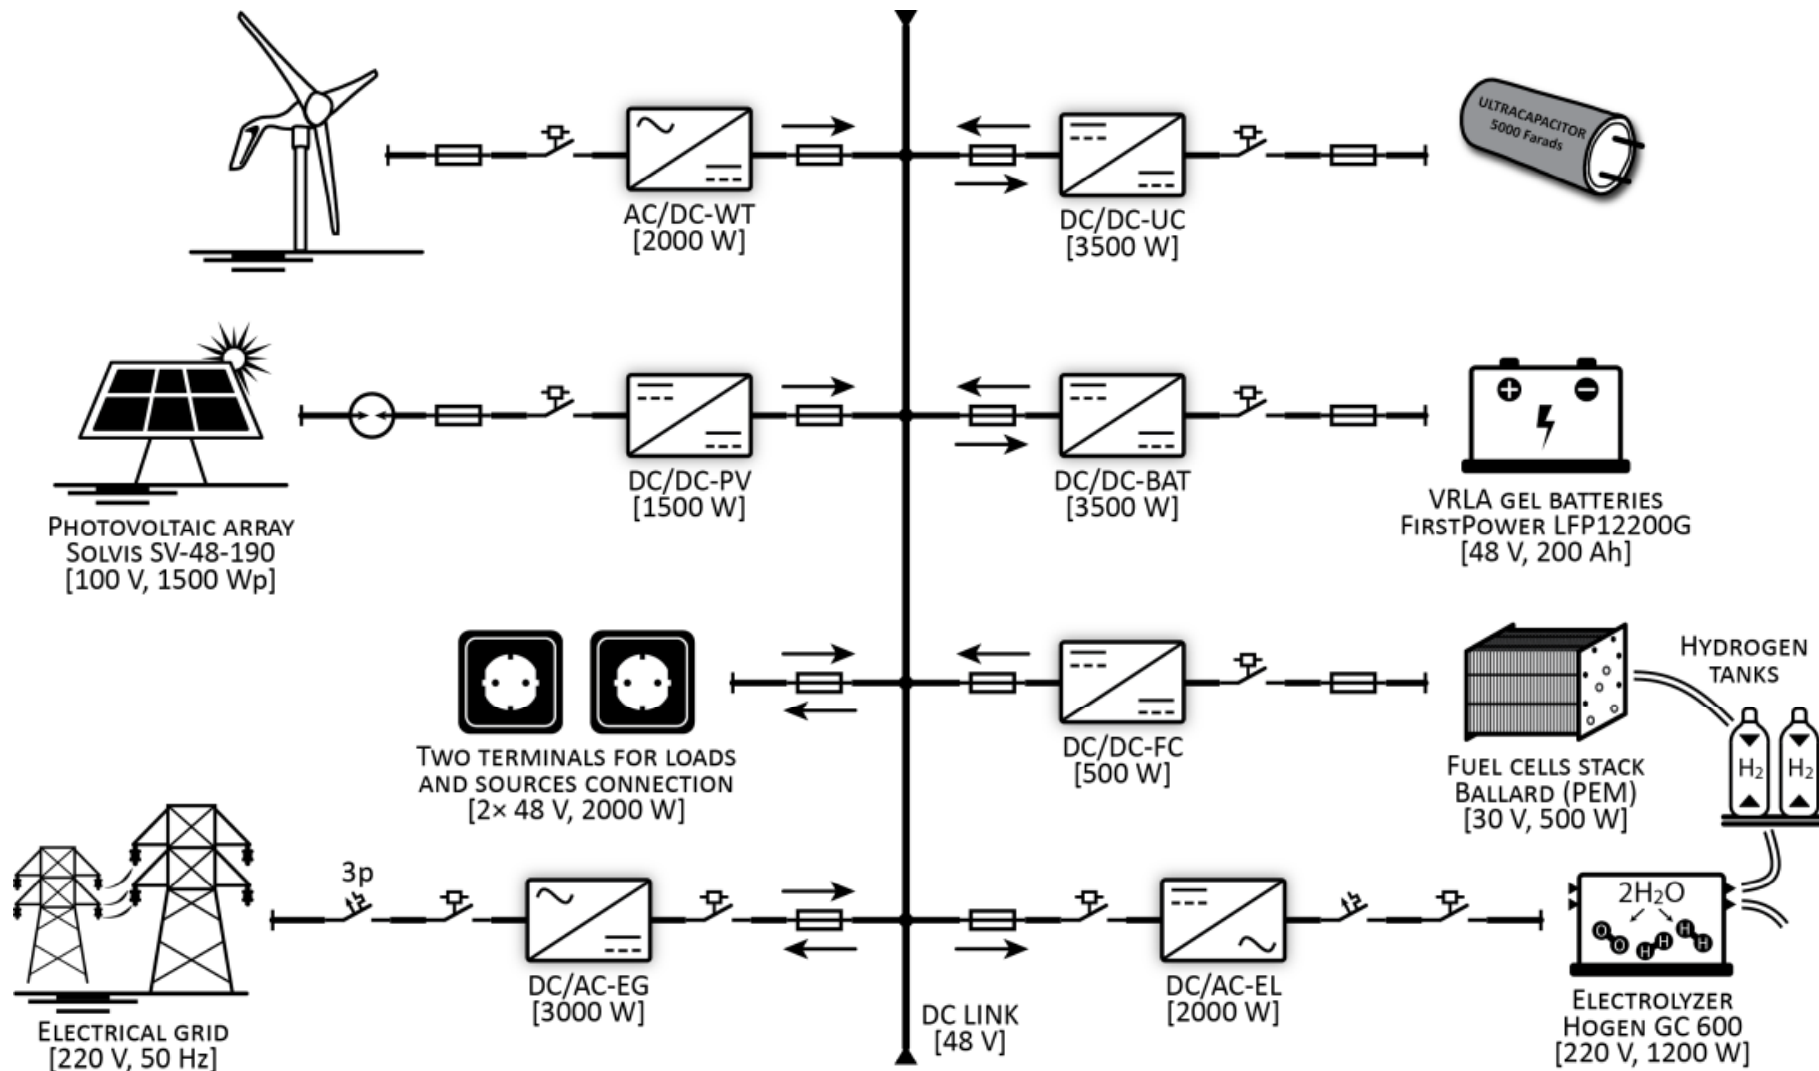 ULTRACAPACITOR
5000 Farads
AC/DC-WT
[2000 W]
DC/DC-UC
[3500 W]
PHOTOVOLTAIC ARRAY
SOLVIS SV-48-190
[100 V, 1500 Wp]
DC/DC-PV
[1500 W]
DC/DC-BAT
[3500 W]
+ −
VRLA GEL BATTERIES
FIRSTPOWER LFP12200G
[48 V, 200 Ah]
TWO TERMINALS FOR LOADS
AND SOURCES CONNECTION
[2× 48 V, 2000 W]
DC/DC-FC
[500 W]
FUEL CELLS STACK
BALLARD (PEM)
[30 V, 500 W]
HYDROGEN
TANKS
H2 H2
3p
ELECTRICAL GRID
[220 V, 50 Hz]
DC/AC-EG
[3000 W]
DC LINK
[48 V]
DC/AC-EL
[2000 W]
2H2O
O O H H H H
ELECTROLYZER
HOGEN GC 600
[220 V, 1200 W]